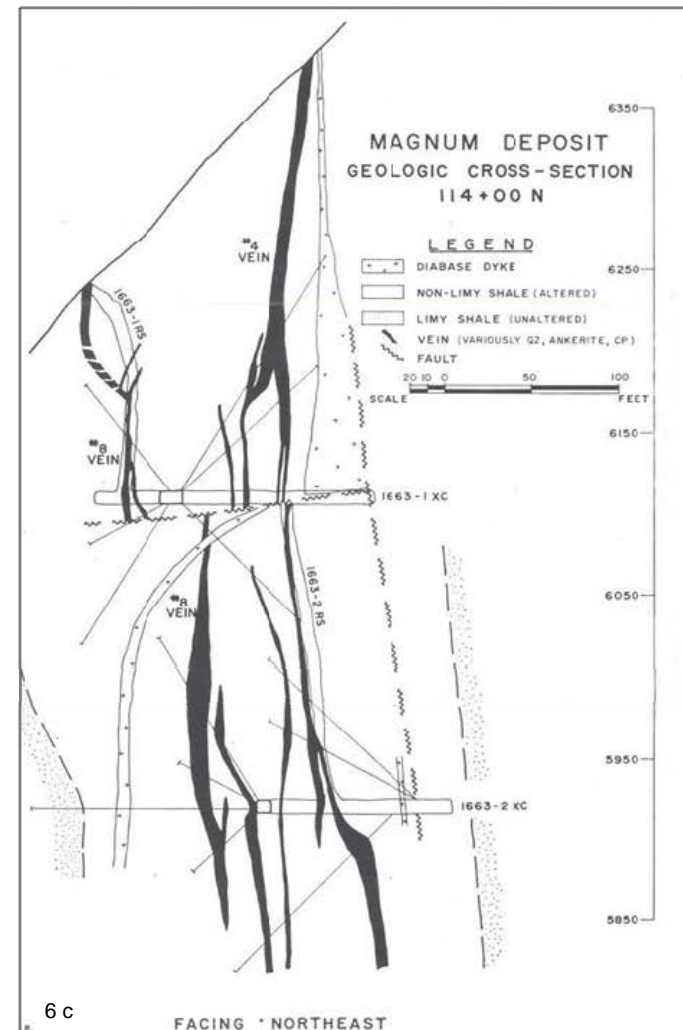 MAGNUM DEPOSIT
GEOLOGIC CROSS-SECTION
114+00 N
LEGEND
DIABASE DYKE
NON-LIMY SHALE (ALTERED)
LIMY SHALE (UNALTERED)
VEIN (VARIOUSLY QZ, ANKERITE, CP)
FAULT
20 10 0 50 100
SCALE FEET
6350
6250
6150
6050
5950
5850
#4
VEIN
1663-1 RS
#8
VEIN
1663-1 XC
#8
VEIN
1663-2 RS
1663-2 XC
6 c
FACING NORTHEAST